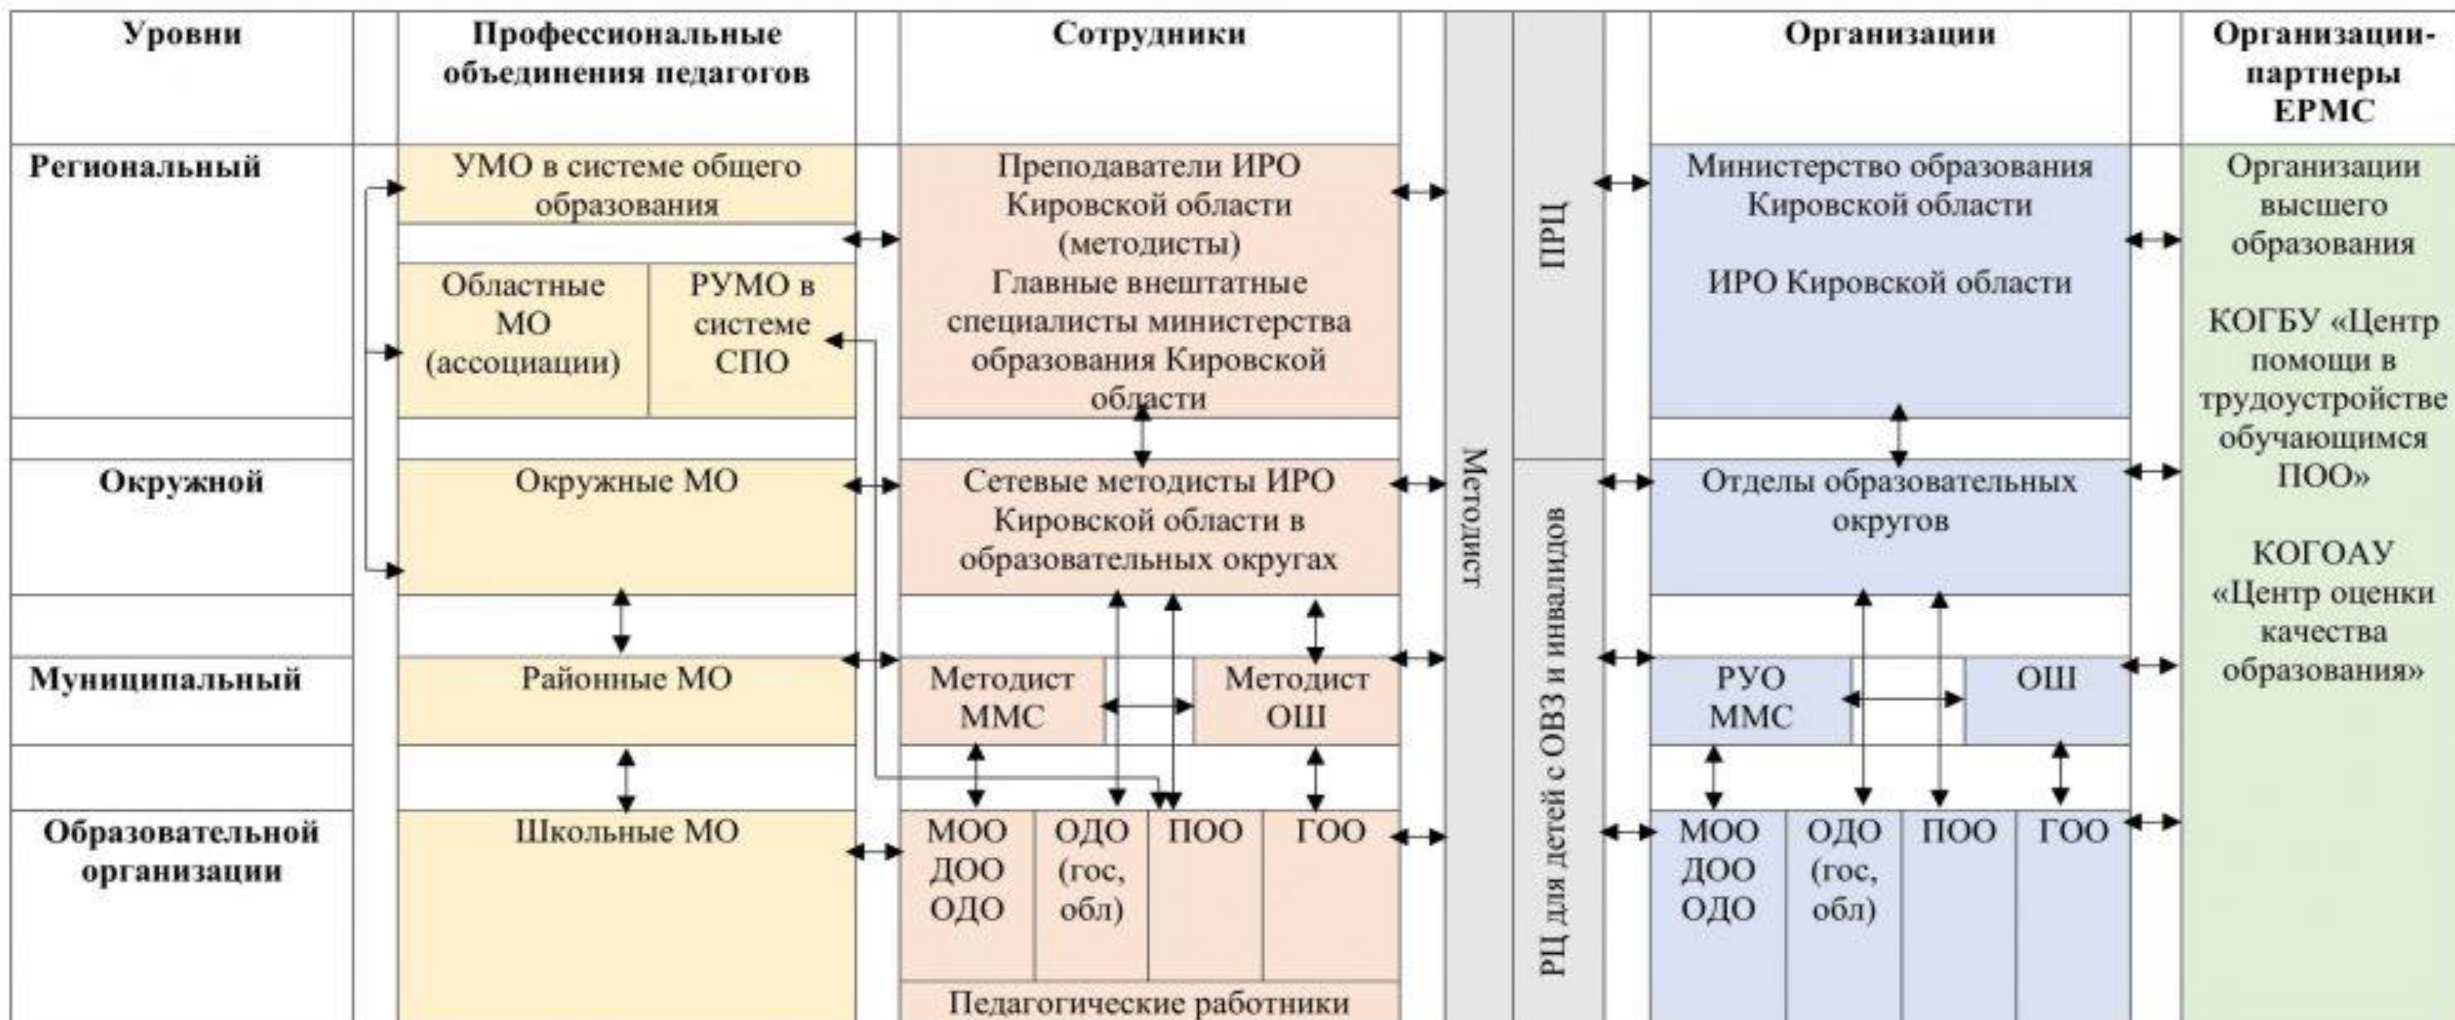 Уровни
Профессиональные
объединения педагогов
Сотрудники
Организации
Организации-
партнеры
ЕРМС
Региональный
УМО в системе общего
образования
Областные
МО
(ассоциации)
РУМО в
системе
СПО
Преподаватели ИРО
Кировской области
(методисты)
Главные внештатные
специалисты министерства
образования Кировской
области
Методист
ПРЦ
РЦ для детей с ОВЗ и инвалидов
Министерство образования
Кировской области
ИРО Кировской области
Организации
высшего
образования
КОГБУ «Центр
помощи в
трудоустройстве
обучающимся
ПОО»
КОГОАУ
«Центр оценки
качества
образования»
Окружной
Окружные МО
Сетевые методисты ИРО
Кировской области в
образовательных округах
Отделы образовательных
округов
Муниципальный
Районные МО
Методист
ММС
Методист
ОШ
РУО
ММС
ОШ
Образовательной
организации
Школьные МО
МОО
ДОО
ОДО
ОДО
(гос,
обл)
ПОО
ГОО
Педагогические работники
МОО
ДОО
ОДО
ОДО
(гос,
обл)
ПОО
ГОО